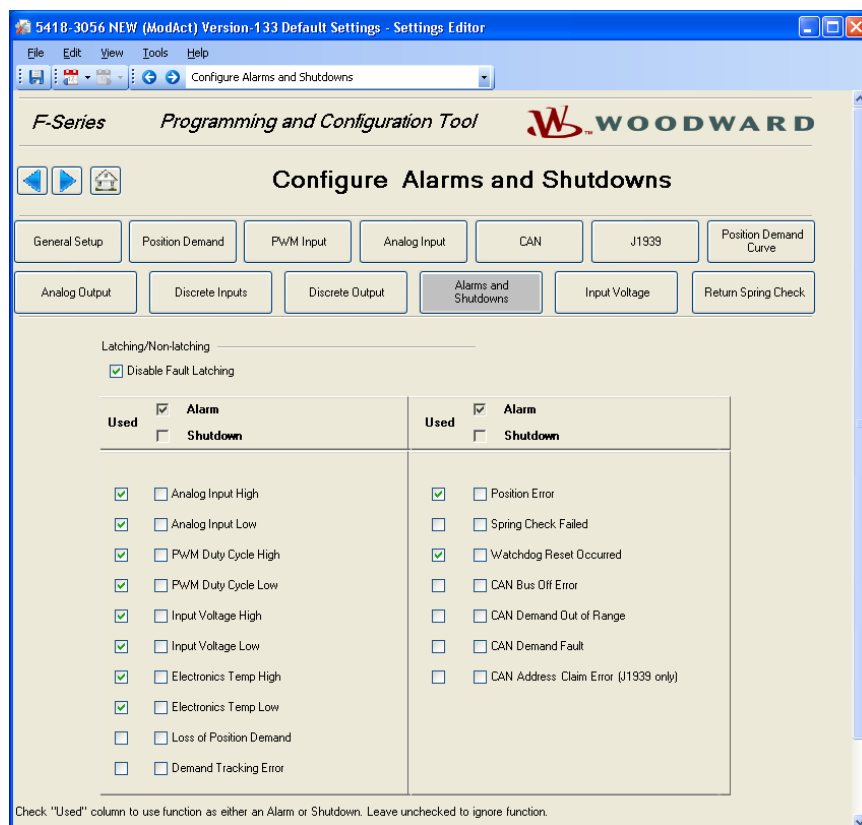 5418-3056 NEW (ModAct) Version-133 Default Settings - Settings Editor
File Edit View Tools Help
Configure Alarms and Shutdowns
F-Series Programming and Configuration Tool WOODWARD
Configure Alarms and Shutdowns
General Setup Position Demand PWM Input Analog Input CAN J1939 Position Demand Curve
Analog Output Discrete Inputs Discrete Output Alarms and Shutdowns Input Voltage Return Spring Check
Latching/Non-latching
Disable Fault Latching
Used Alarm Shutdown
Analog Input High
Analog Input Low
PWM Duty Cycle High
PWM Duty Cycle Low
Input Voltage High
Input Voltage Low
Electronics Temp High
Electronics Temp Low
Loss of Position Demand
Demand Tracking Error
Used Alarm Shutdown
Position Error
Spring Check Failed
Watchdog Reset Occurred
CAN Bus Off Error
CAN Demand Out of Range
CAN Demand Fault
CAN Address Claim Error (J1939 only)
Check "Used" column to use function as either an Alarm or Shutdown. Leave unchecked to ignore function.